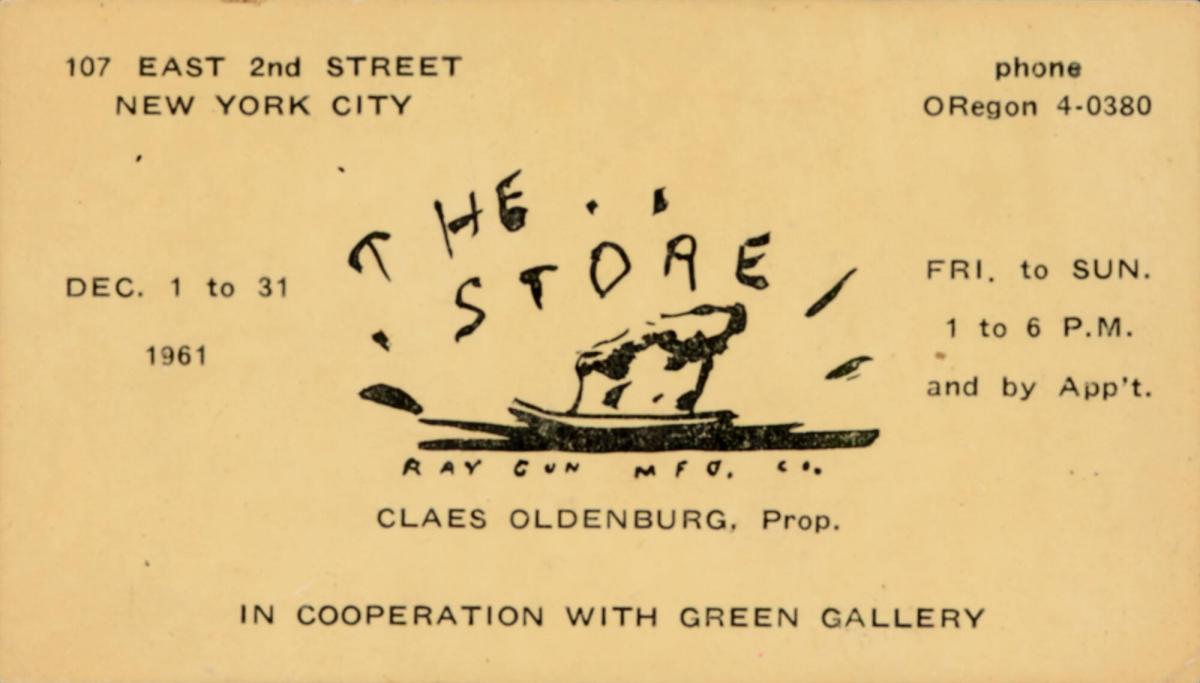 107 EAST 2nd STREET
NEW YORK CITY
phone
ORegon 4-0380
THE
STORE
DEC. 1 to 31
1961
FRI. to SUN.
1 to 6 P.M.
and by App't.
RAY GUN MFG. CO.
CLAES OLDENBURG, Prop.
IN COOPERATION WITH GREEN GALLERY